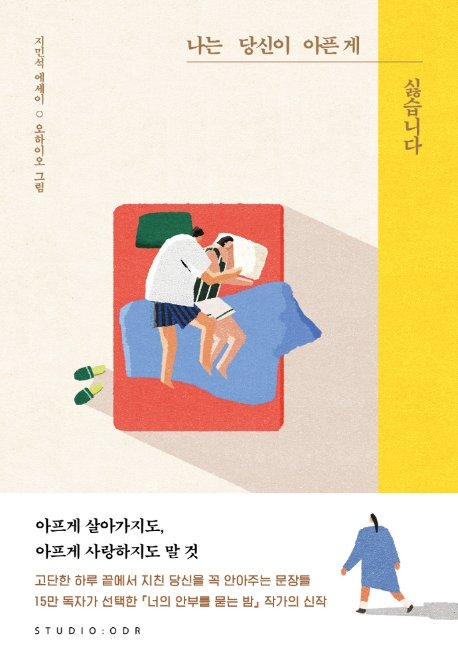 나는 당신이 아픈 게
싫습니다
지민석 에세이 ○ 오하이오 그림
아프게 살아가지도,
아프게 사랑하지도 말 것
고단한 하루 끝에서 지친 당신을 꼭 안아주는 문장들
15만 독자가 선택한 『너의 안부를 묻는 밤』 작가의 신작
STUDIO:ODR